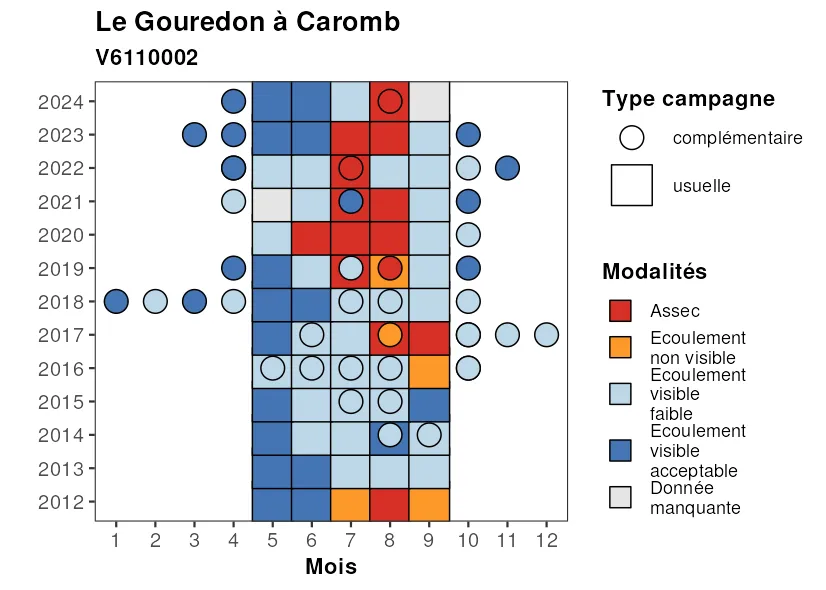 Le Gouredon à Caromb
V6110002
2024
2023
2022
2021
2020
2019
2018
2017
2016
2015
2014
2013
2012
1 2 3 4 5 6 7 8 9 10 11 12
Mois
Type campagne
complémentaire
usuelle
Modalités
Assec
Ecoulement
non visible
Ecoulement
visible
faible
Ecoulement
visible
acceptable
Donnée
manquante